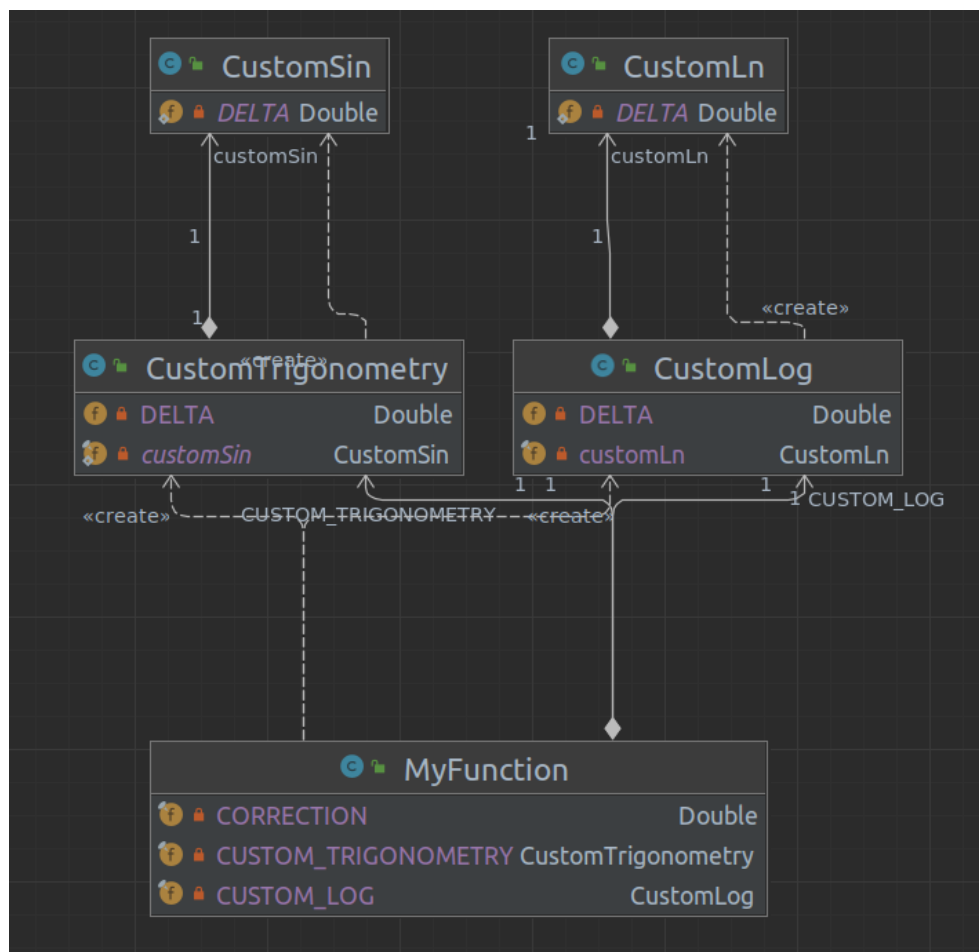 CustomSin
DELTA Double
CustomLn
DELTA Double
1
customSin
customLn
1
1
1
«create»
«create»
CustomTrigonometry
DELTA Double
customSin CustomSin
CustomLog
DELTA Double
customLn CustomLn
1 1
1
1 CUSTOM_LOG
«create»
CUSTOM_TRIGONOMETRY
«create»
MyFunction
CORRECTION Double
CUSTOM_TRIGONOMETRY CustomTrigonometry
CUSTOM_LOG CustomLog